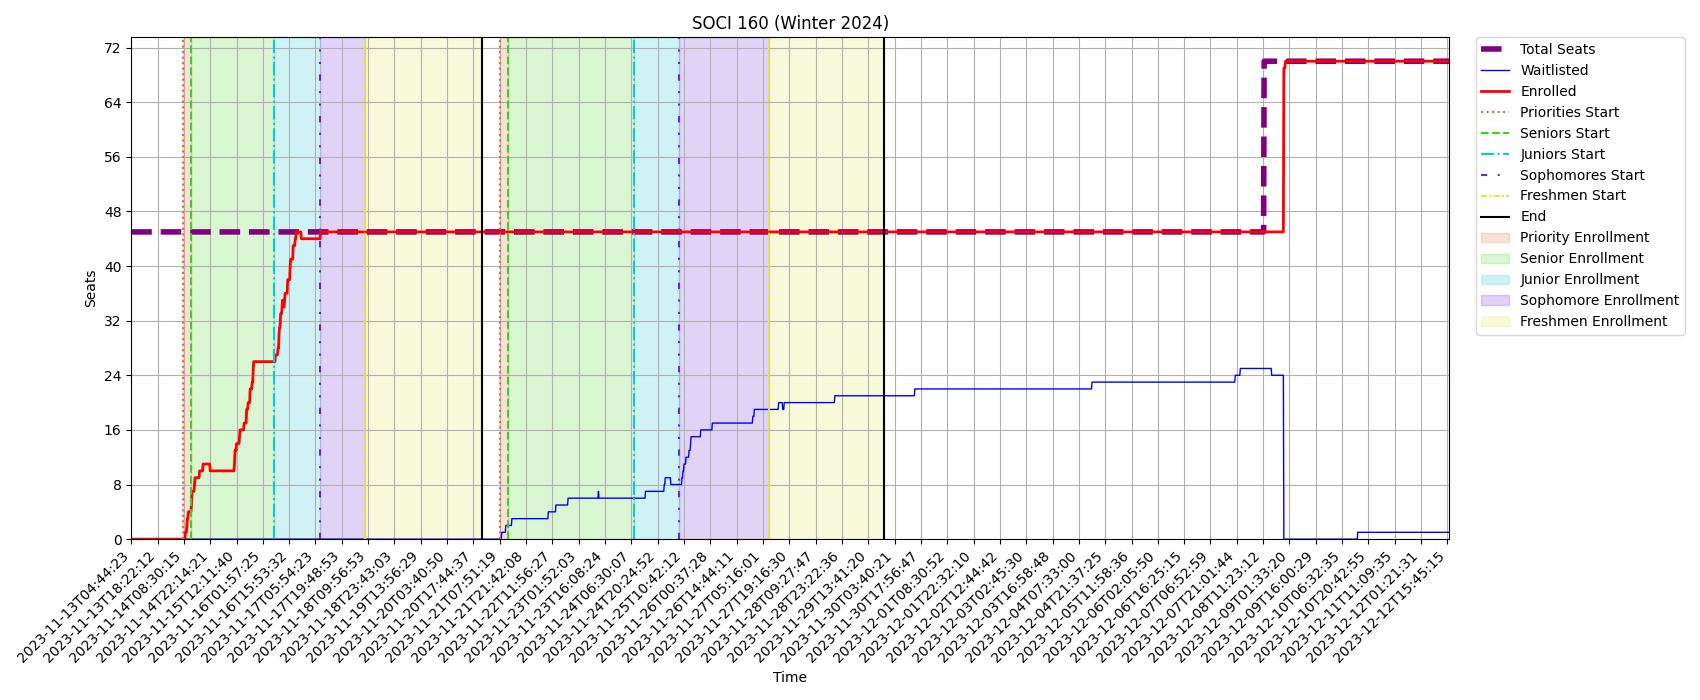 SOCI 160 (Winter 2024)
Seats
72
64
56
48
40
32
24
16
8
0
2023-11-13T04:44:23
2023-11-13T18:22:12
2023-11-14T08:30:15
2023-11-14T22:14:21
2023-11-15T12:11:40
2023-11-16T01:57:25
2023-11-16T15:53:32
2023-11-17T05:54:23
2023-11-17T19:48:53
2023-11-18T09:56:53
2023-11-18T23:43:03
2023-11-19T13:56:29
2023-11-20T03:40:50
2023-11-20T17:44:37
2023-11-21T07:51:19
2023-11-21T21:42:08
2023-11-22T11:56:27
2023-11-23T01:52:03
2023-11-23T16:08:24
2023-11-24T06:30:07
2023-11-24T20:24:52
2023-11-25T10:42:12
2023-11-26T00:37:28
2023-11-26T14:44:11
2023-11-27T05:16:01
2023-11-27T19:16:30
2023-11-28T09:27:47
2023-11-28T23:22:36
2023-11-29T13:41:20
2023-11-30T03:40:21
2023-11-30T17:56:47
2023-12-01T08:30:52
2023-12-01T22:32:10
2023-12-02T12:44:42
2023-12-03T02:45:30
2023-12-03T16:58:48
2023-12-04T07:33:00
2023-12-04T21:37:25
2023-12-05T11:58:36
2023-12-06T02:05:50
2023-12-06T16:25:15
2023-12-07T06:52:59
2023-12-07T21:01:44
2023-12-08T11:23:12
2023-12-09T01:33:20
2023-12-09T16:00:29
2023-12-10T06:32:35
2023-12-10T20:42:55
2023-12-11T11:09:35
2023-12-12T01:21:31
2023-12-12T15:45:15
Time
Total Seats
Waitlisted
Enrolled
Priorities Start
Seniors Start
Juniors Start
Sophomores Start
Freshmen Start
End
Priority Enrollment
Senior Enrollment
Junior Enrollment
Sophomore Enrollment
Freshmen Enrollment